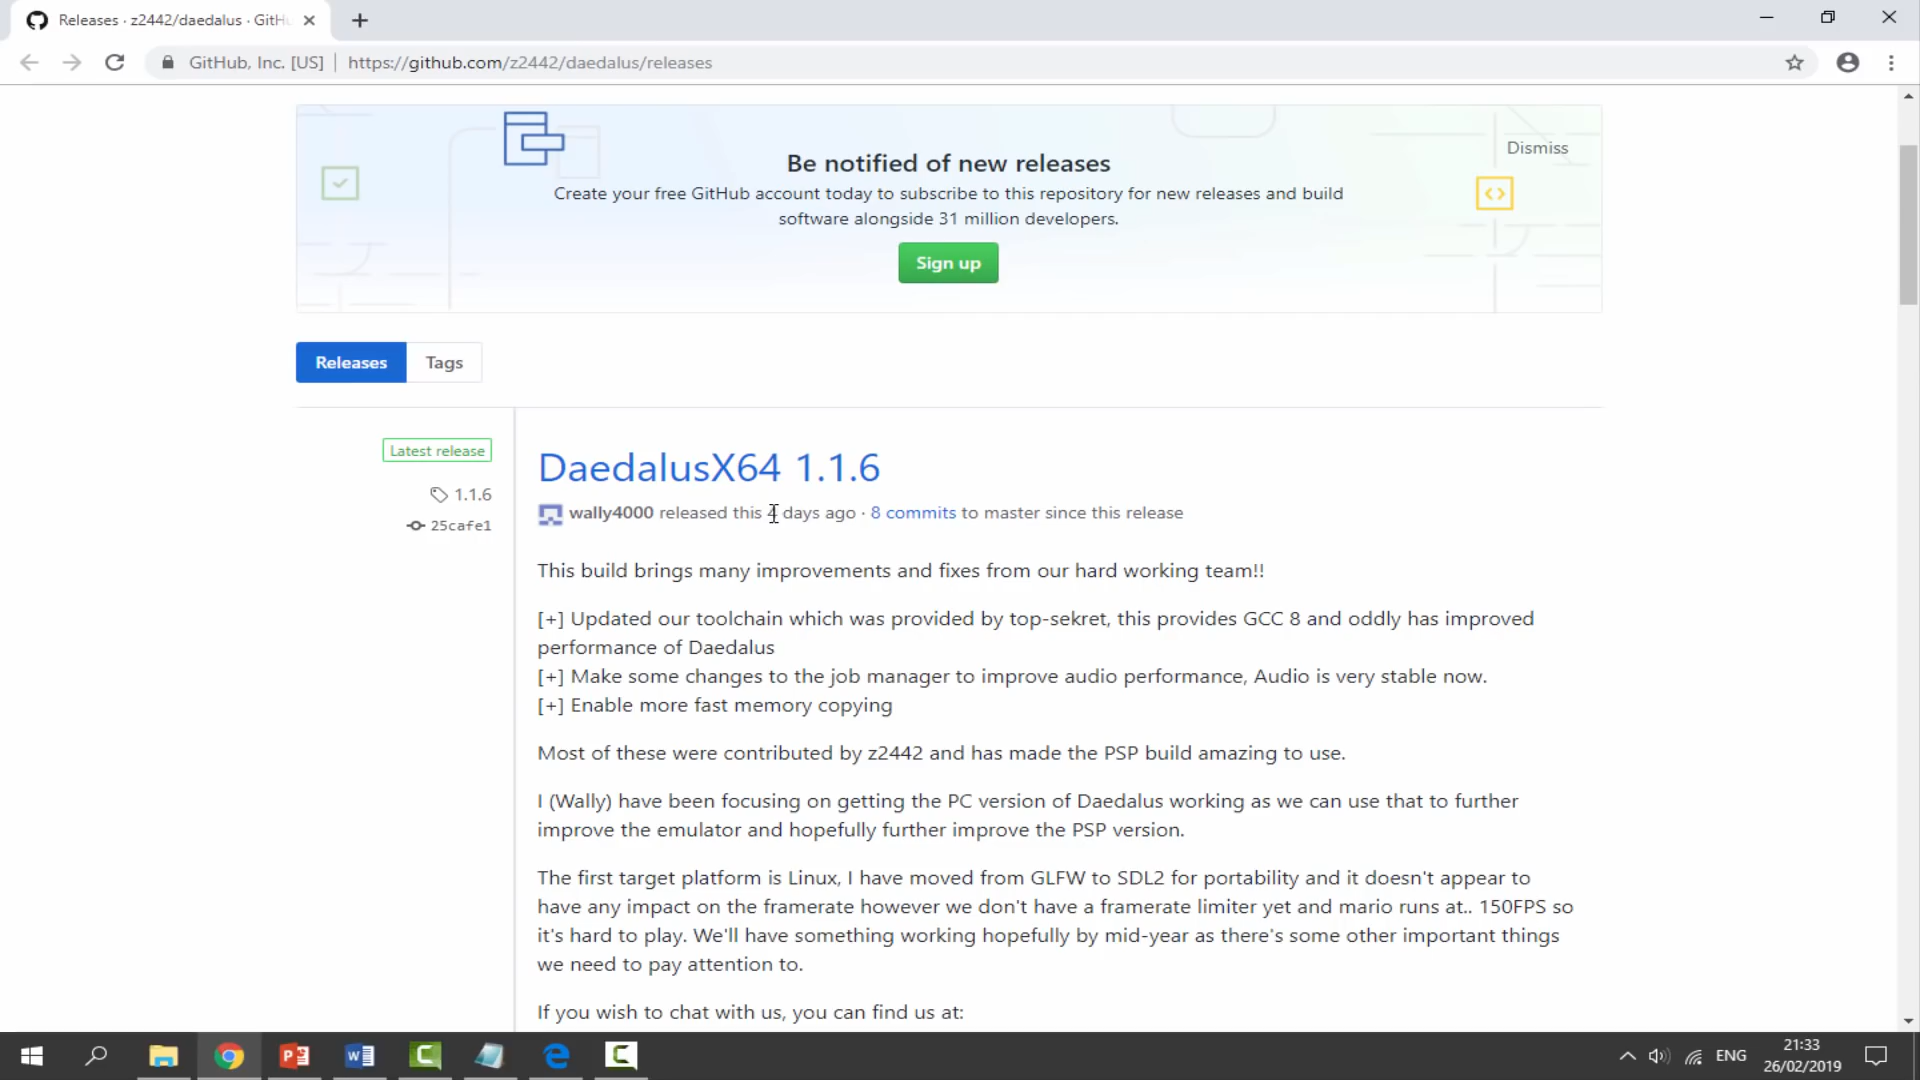 Releases · z2442/daedalus · GitHu
GitHub, Inc. [US] | https://github.com/z2442/daedalus/releases
Be notified of new releases
Dismiss
Create your free GitHub account today to subscribe to this repository for new releases and build
software alongside 31 million developers.
Sign up
Releases
Tags
Latest release
1.1.6
25cafe1
DaedalusX64 1.1.6
wally4000 released this 4 days ago · 8 commits to master since this release
This build brings many improvements and fixes from our hard working team!!
[+] Updated our toolchain which was provided by top-sekret, this provides GCC 8 and oddly has improved
performance of Daedalus
[+] Make some changes to the job manager to improve audio performance, Audio is very stable now.
[+] Enable more fast memory copying
Most of these were contributed by z2442 and has made the PSP build amazing to use.
I (Wally) have been focusing on getting the PC version of Daedalus working as we can use that to further
improve the emulator and hopefully further improve the PSP version.
The first target platform is Linux, I have moved from GLFW to SDL2 for portability and it doesn't appear to
have any impact on the framerate however we don't have a framerate limiter yet and mario runs at.. 150FPS so
it's hard to play. We'll have something working hopefully by mid-year as there's some other important things
we need to pay attention to.
If you wish to chat with us, you can find us at:
ENG
21:33
26/02/2019